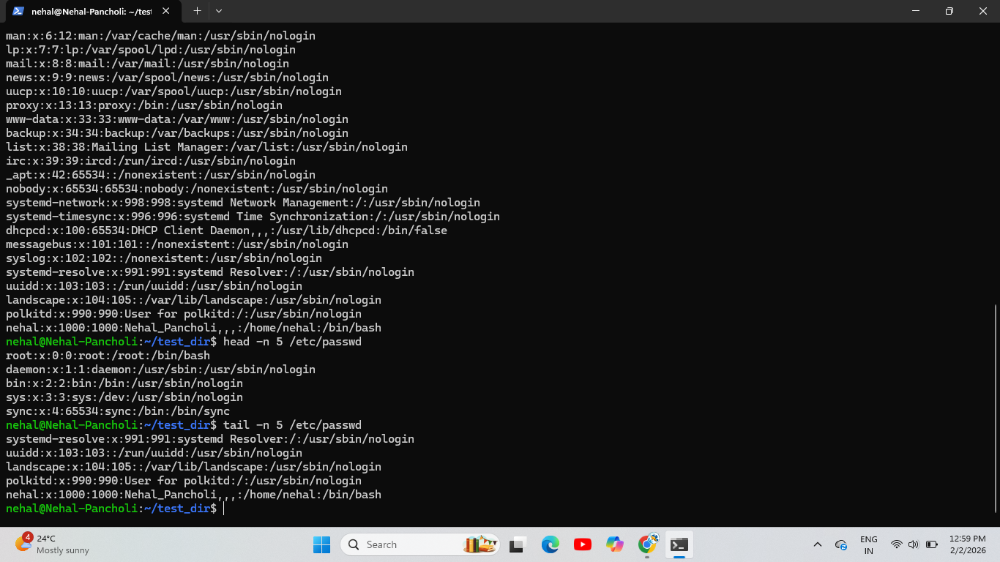 nehal@Nehal-Pancholi: ~/test
man:x:6:12:man:/var/cache/man:/usr/sbin/nologin
lp:x:7:7:lp:/var/spool/lpd:/usr/sbin/nologin
mail:x:8:8:mail:/var/mail:/usr/sbin/nologin
news:x:9:9:news:/var/spool/news:/usr/sbin/nologin
uucp:x:10:10:uucp:/var/spool/uucp:/usr/sbin/nologin
proxy:x:13:13:proxy:/bin:/usr/sbin/nologin
www-data:x:33:33:www-data:/var/www:/usr/sbin/nologin
backup:x:34:34:backup:/var/backups:/usr/sbin/nologin
list:x:38:38:Mailing List Manager:/var/list:/usr/sbin/nologin
irc:x:39:39:ircd:/run/ircd:/usr/sbin/nologin
_apt:x:42:65534::/nonexistent:/usr/sbin/nologin
nobody:x:65534:65534:nobody:/nonexistent:/usr/sbin/nologin
systemd-network:x:998:998:systemd Network Management:/:/usr/sbin/nologin
systemd-timesync:x:996:996:systemd Time Synchronization:/:/usr/sbin/nologin
dhcpcd:x:100:65534:DHCP Client Daemon,,,:/usr/lib/dhcpcd:/bin/false
messagebus:x:101:101::/nonexistent:/usr/sbin/nologin
syslog:x:102:102::/nonexistent:/usr/sbin/nologin
systemd-resolve:x:991:991:systemd Resolver:/:/usr/sbin/nologin
uuidd:x:103:103::/run/uuidd:/usr/sbin/nologin
landscape:x:104:105::/var/lib/landscape:/usr/sbin/nologin
polkitd:x:990:990:User for polkitd:/:/usr/sbin/nologin
nehal:x:1000:1000:Nehal_Pancholi,,,:/home/nehal:/bin/bash
nehal@Nehal-Pancholi:~/test_dir$ head -n 5 /etc/passwd
root:x:0:0:root:/root:/bin/bash
daemon:x:1:1:daemon:/usr/sbin:/usr/sbin/nologin
bin:x:2:2:bin:/bin:/usr/sbin/nologin
sys:x:3:3:sys:/dev:/usr/sbin/nologin
sync:x:4:65534:sync:/bin:/bin/sync
nehal@Nehal-Pancholi:~/test_dir$ tail -n 5 /etc/passwd
systemd-resolve:x:991:991:systemd Resolver:/:/usr/sbin/nologin
uuidd:x:103:103::/run/uuidd:/usr/sbin/nologin
landscape:x:104:105::/var/lib/landscape:/usr/sbin/nologin
polkitd:x:990:990:User for polkitd:/:/usr/sbin/nologin
nehal:x:1000:1000:Nehal_Pancholi,,,:/home/nehal:/bin/bash
nehal@Nehal-Pancholi:~/test_dir$
4
24°C
Mostly sunny
Search
ENG
IN
12:59 PM
2/2/2026